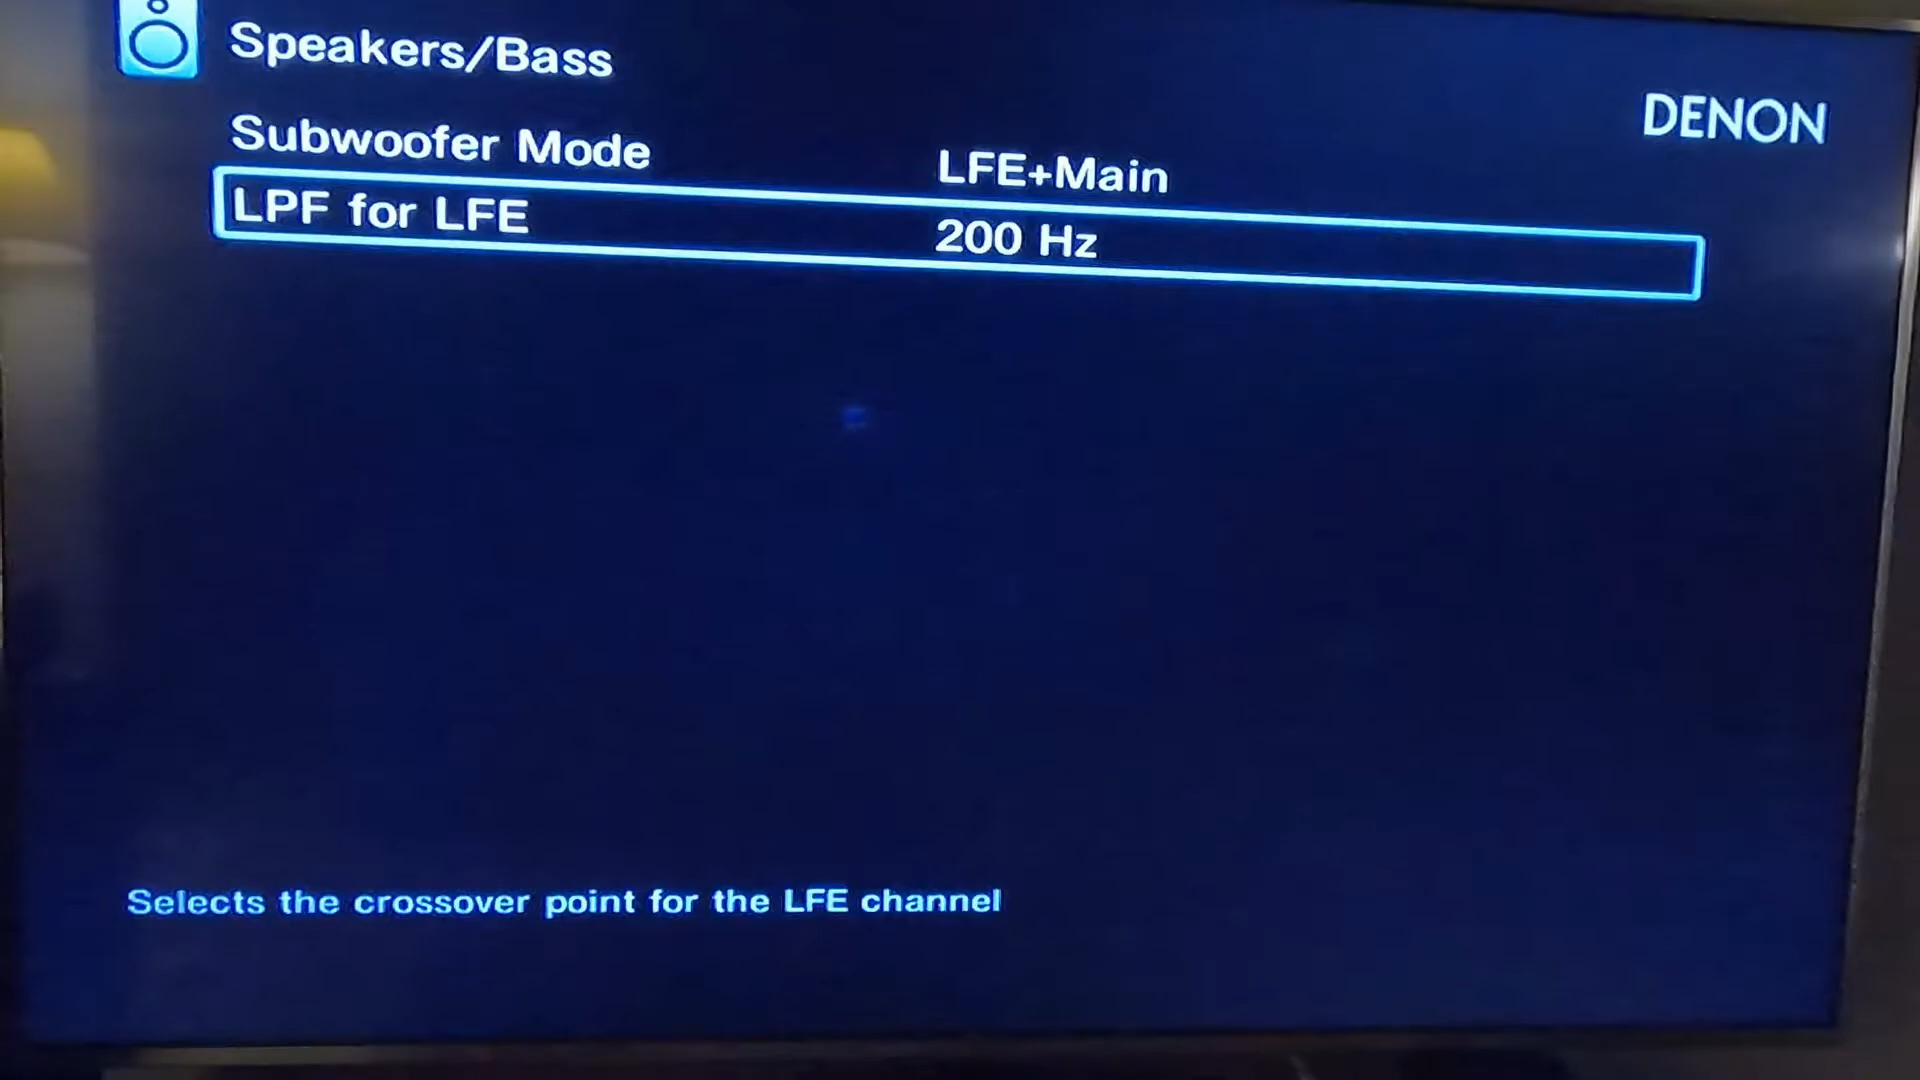 Speakers/Bass
DENON
Subwoofer Mode LFE+Main
LPF for LFE 200 Hz
Selects the crossover point for the LFE channel